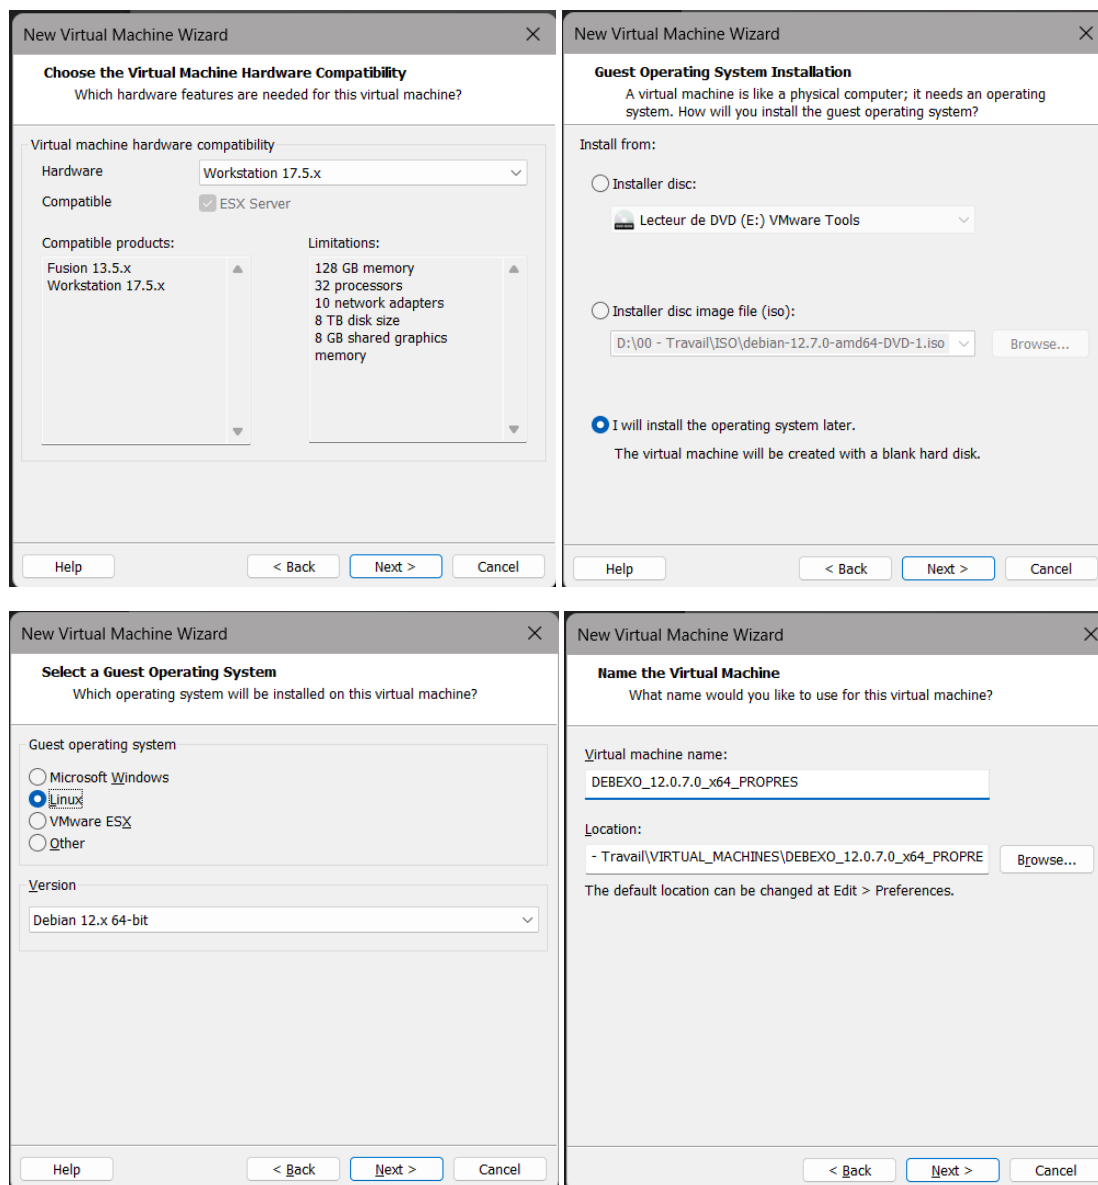 New Virtual Machine Wizard
Choose the Virtual Machine Hardware Compatibility
Which hardware features are needed for this virtual machine?
Virtual machine hardware compatibility
Hardware
Workstation 17.5.x
Compatible
ESX Server
Compatible products:
Fusion 13.5.x
Workstation 17.5.x
Limitations:
128 GB memory
32 processors
10 network adapters
8 TB disk size
8 GB shared graphics
memory
Help
< Back
Next >
Cancel
New Virtual Machine Wizard
Guest Operating System Installation
A virtual machine is like a physical computer; it needs an operating
system. How will you install the guest operating system?
Install from:
Installer disc:
Lecteur de DVD (E:) VMware Tools
Installer disc image file (iso):
D:\00 - Travail\ISO\debian-12.7.0-amd64-DVD-1.iso
Browse...
I will install the operating system later.
The virtual machine will be created with a blank hard disk.
Help
< Back
Next >
Cancel
New Virtual Machine Wizard
Select a Guest Operating System
Which operating system will be installed on this virtual machine?
Guest operating system
Microsoft Windows
Linux
VMware ESX
Other
Version
Debian 12.x 64-bit
Help
< Back
Next >
Cancel
New Virtual Machine Wizard
Name the Virtual Machine
What name would you like to use for this virtual machine?
Virtual machine name:
DEBEXO_12.0.7.0_x64_PROPRES
Location:
- Travail\VIRTUAL_MACHINES\DEBEXO_12.0.7.0_x64_PROPRE
Browse...
The default location can be changed at Edit > Preferences.
< Back
Next >
Cancel